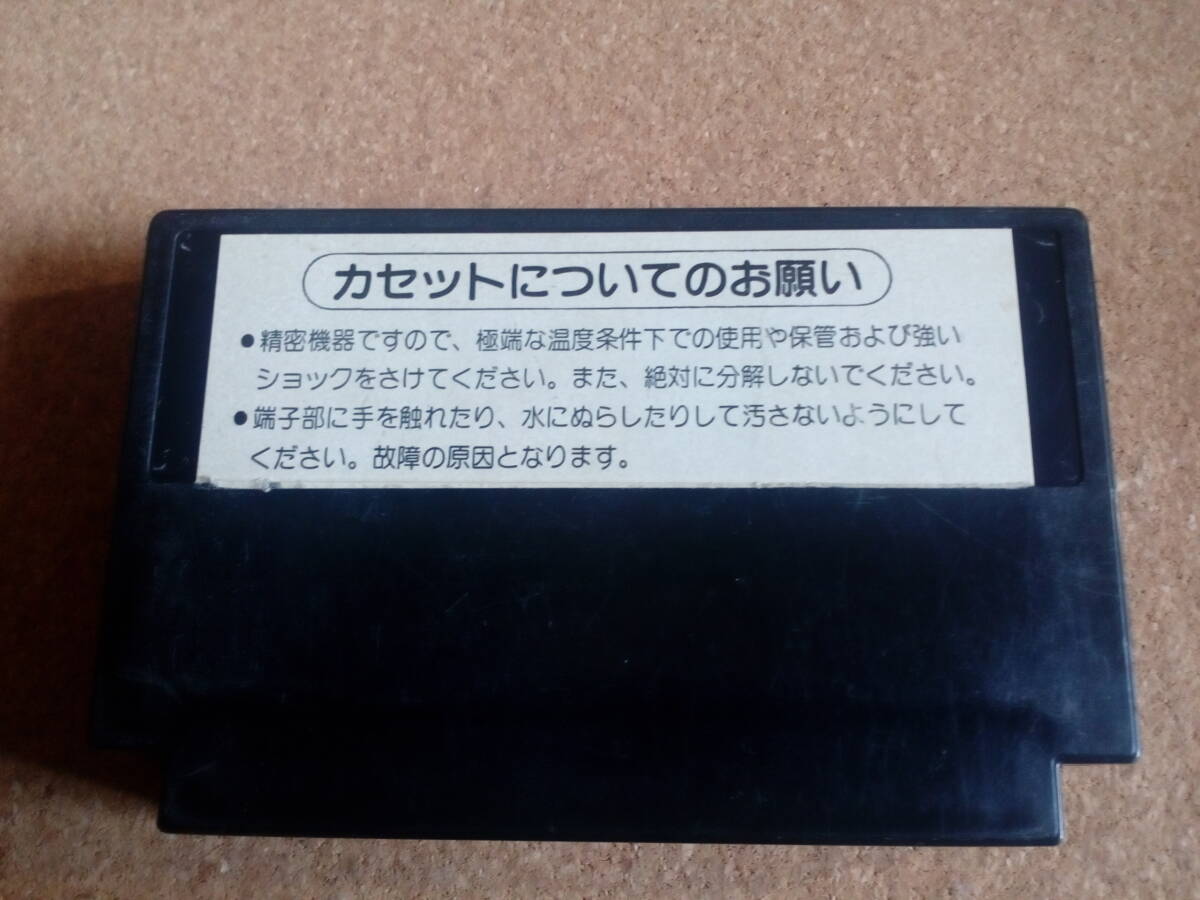 カセットについてのお願い
●精密機器ですので、極端な温度条件下での使用や保管および強い
ショックをさけてください。また、絶対に分解しないでください。
●端子部に手を触れたり、水にぬらしたりして汚さないようにして
ください。故障の原因となります。